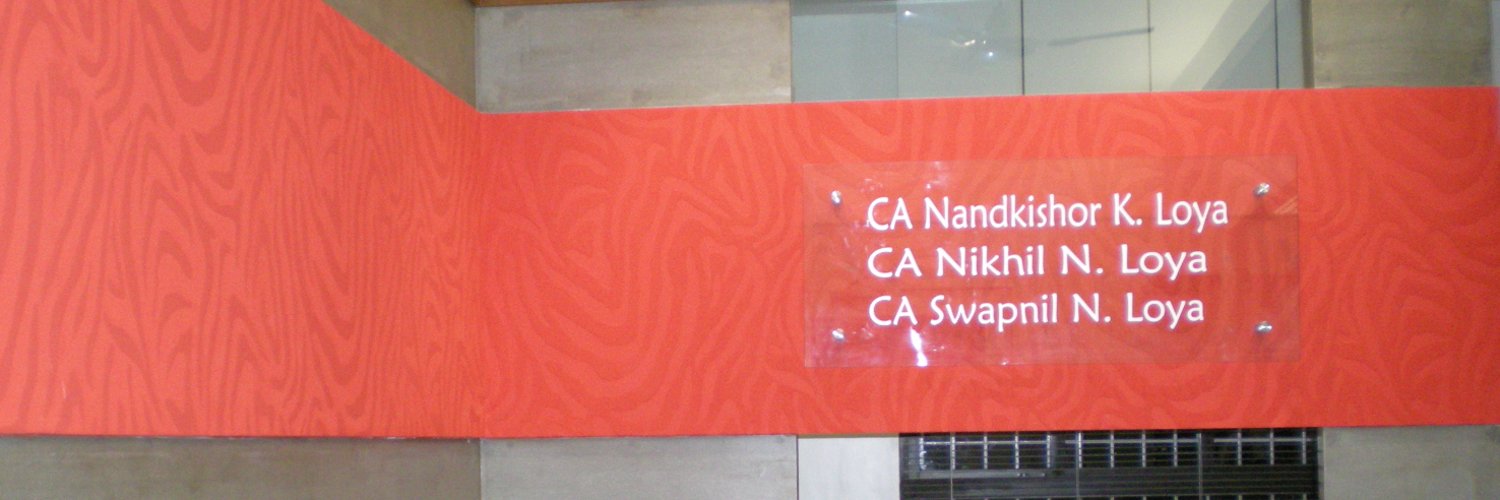 CA Nandkishor K. Loya
CA Nikhil N. Loya
CA Swapnil N. Loya